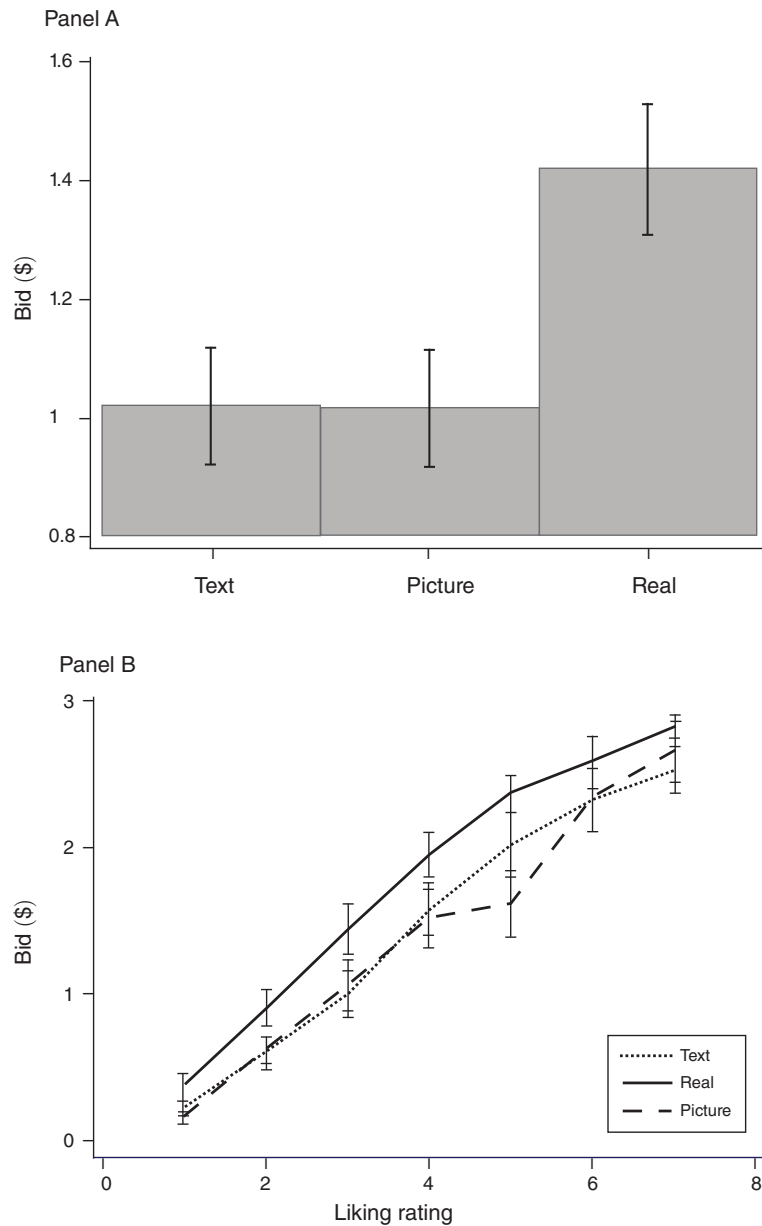 Panel A
1.6
1.4
1.2
1
0.8
Bid ($)
Text Picture Real
Panel B
3
2
1
0
Bid ($)
Text
Real
Picture
0 2 4 6 8
Liking rating